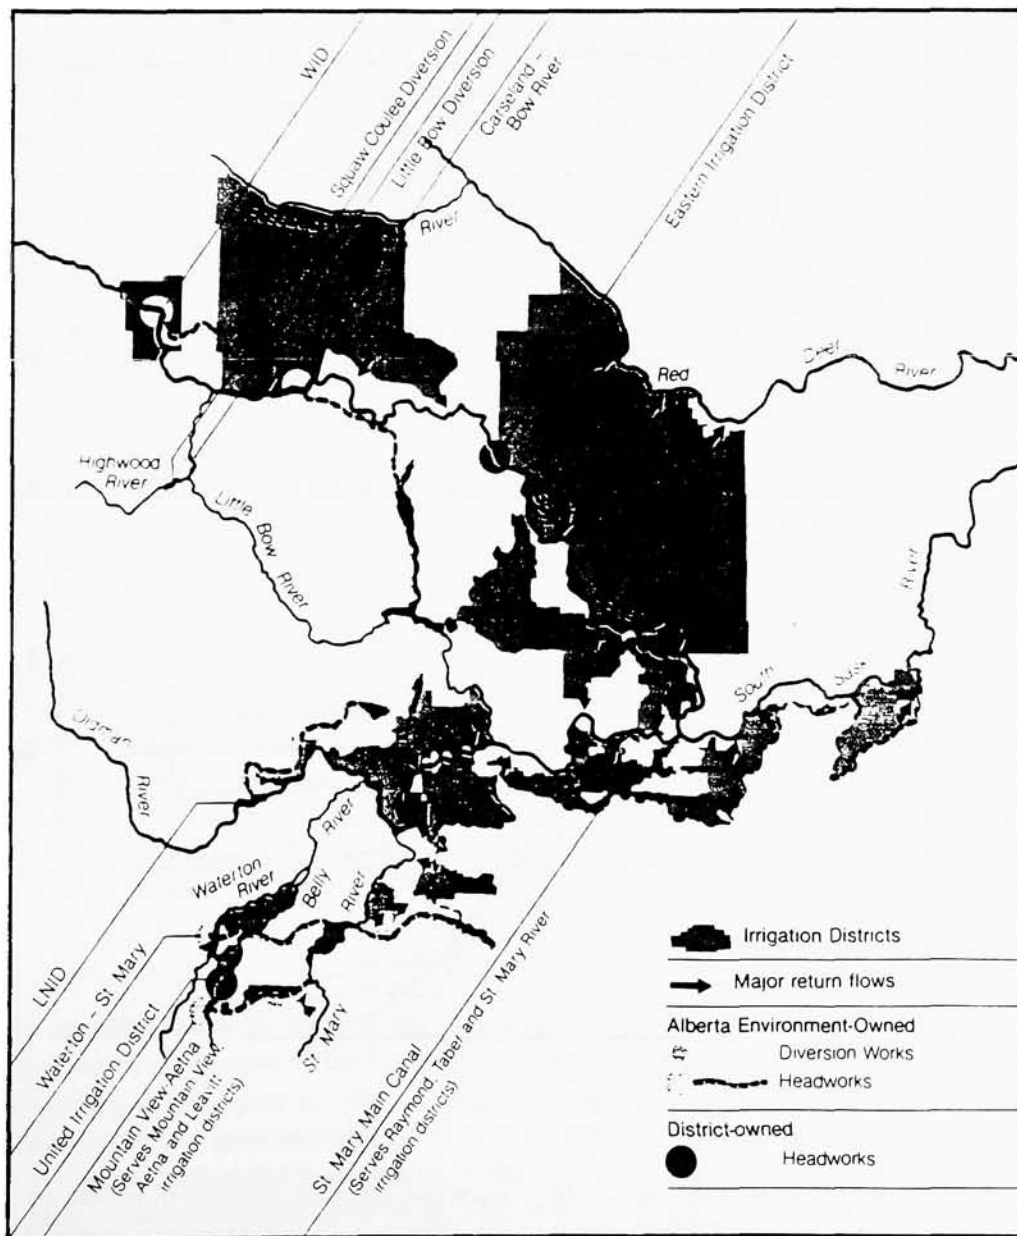 WID
Squaw Coulee Diversion
Little Bow Diversion
Carseland -
Bow River
Eastern Irrigation District
River
Red
Deer
River
Highwood
River
Little
Bow
River
River
South
Sask
Oldman
River
River
Waterton
River
Belly
River
LNID
Waterton - St. Mary
United Irrigation District
Mountain View-Aetna
(Serves Mountain View,
Aetna and Leavitt
irrigation districts)
St. Mary
St. Mary Main Canal
(Serves Raymond, Taber and St. Mary River
irrigation districts)
Irrigation Districts
Major return flows
Alberta Environment-Owned
Diversion Works
Headworks
District-owned
Headworks